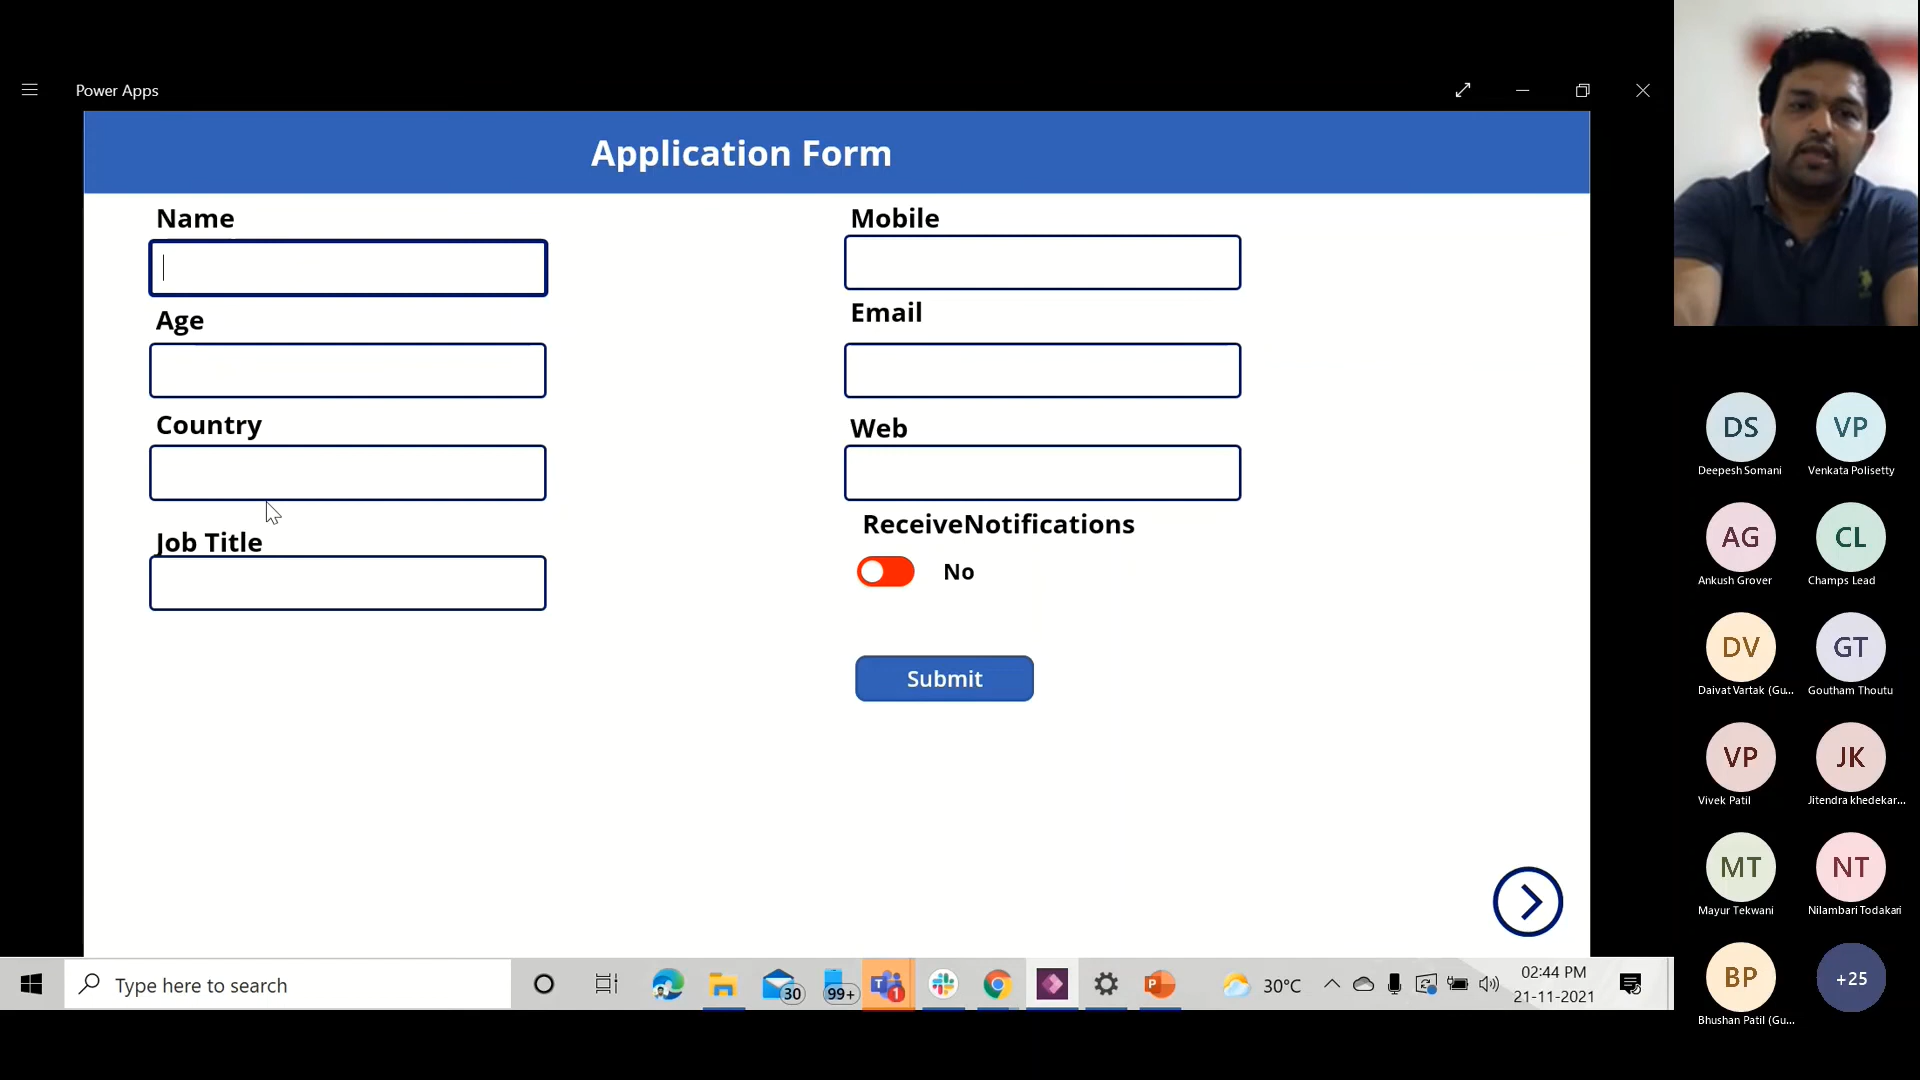 Power Apps
Application Form
Name
Mobile
Age
Email
Country
Web
Job Title
ReceiveNotifications
No
Submit
DS
VP
Deepesh Somani
Venkata Polisetty
AG
CL
Ankush Grover
Champs Lead
DV
GT
Daivat Vartak (Gu...
Goutham Thoutu
VP
JK
Vivek Patil
Jitendra khedekar...
MT
NT
Mayur Tekwani
Nilambari Todakari
BP
+25
Bhushan Patil (Gu...
Type here to search
30
99+
1
30°C
02:44 PM
21-11-2021